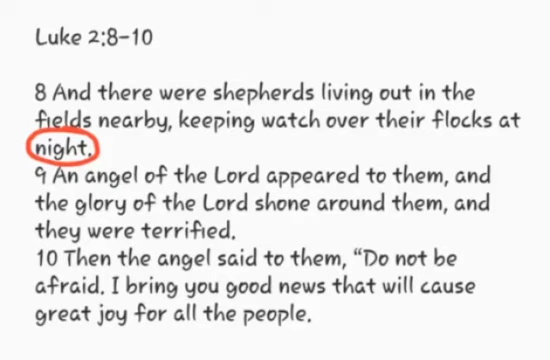 Luke 2:8-10
8 And there were shepherds living out in the
fields nearby, keeping watch over their flocks at
night.
9 An angel of the Lord appeared to them, and
the glory of the Lord shone around them, and
they were terrified.
10 Then the angel said to them, “Do not be
afraid. I bring you good news that will cause
great joy for all the people.